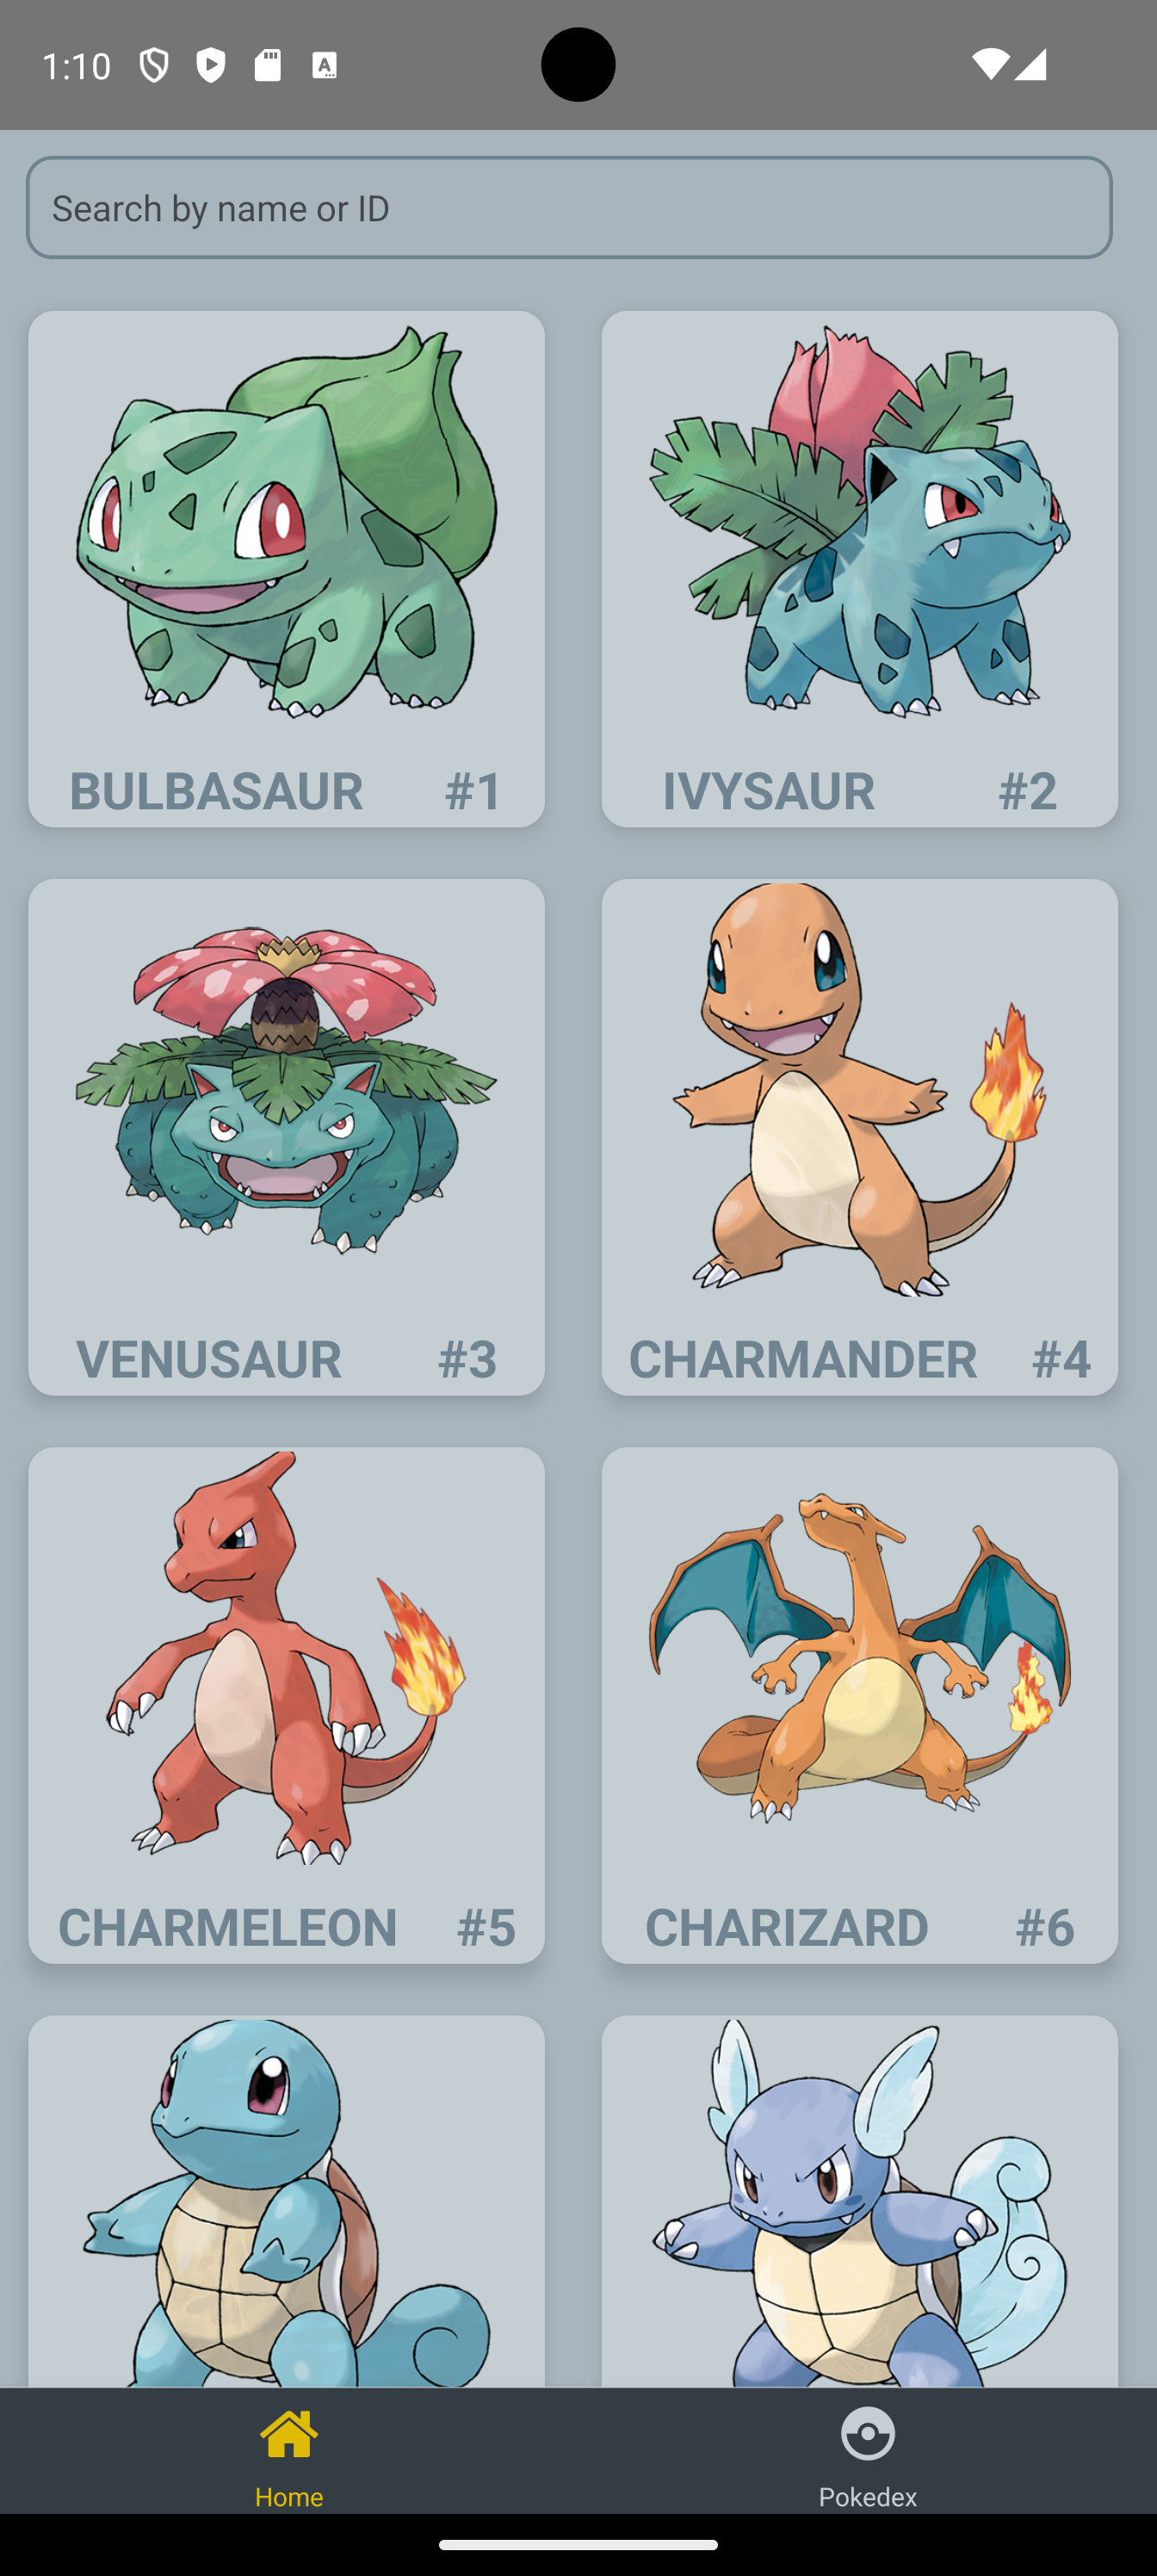 1:10
Search by name or ID
BULBASAUR #1
IVYSAUR #2
VENUSAUR #3
CHARMANDER #4
CHARMELEON #5
CHARIZARD #6
Home
Pokedex